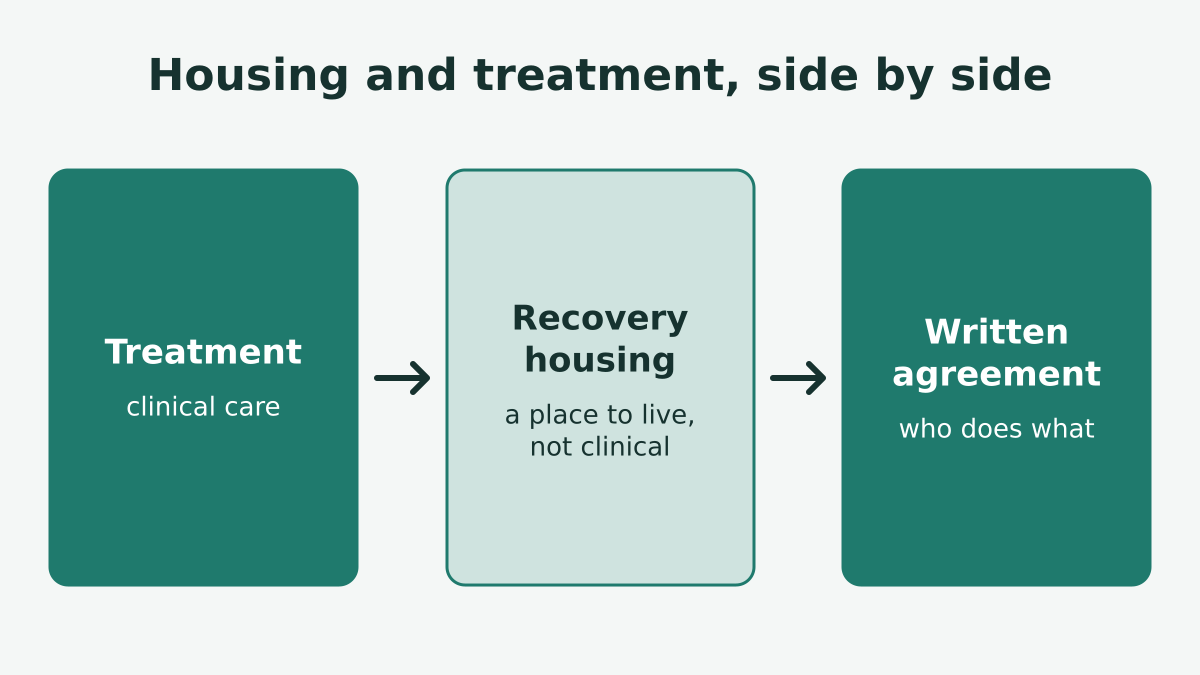 Housing and treatment, side by side
Treatment
clinical care
Recovery
housing
a place to live,
not clinical
Written
agreement
who does what